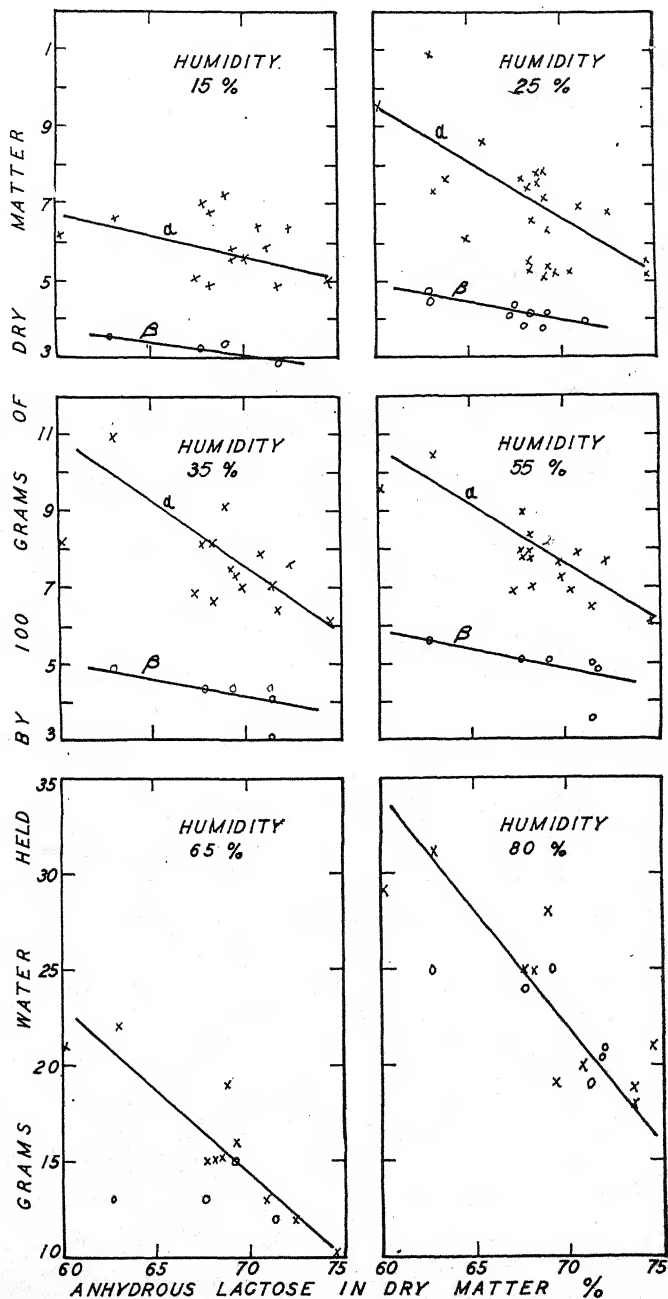 HUMIDITY
15 %
HUMIDITY
25 %
α
β
α
β
1
9
7
5
3
HUMIDITY
35 %
HUMIDITY
55 %
α
β
α
β
11
9
7
5
3
HUMIDITY
65 %
HUMIDITY
80 %
35
30
25
20
15
10
60
65
70
75
60
65
70
75
GRAMS WATER HELD BY 100 GRAMS OF DRY MATTER
ANHYDROUS LACTOSE IN DRY MATTER %